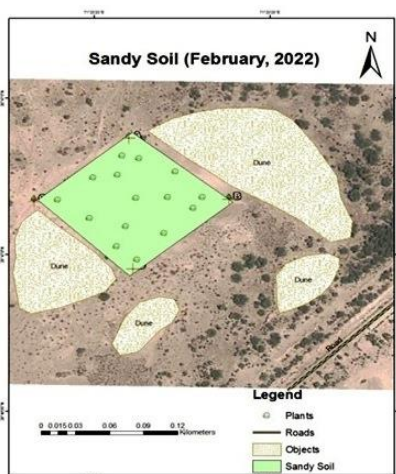 Sandy Soil (February, 2022)
N
Dune
B
Dune
Dune
Dune
Road
Legend
Plants
Roads
Objects
Sandy Soil
0 0.015 0.03 0.06 0.09 0.12
Kilometers